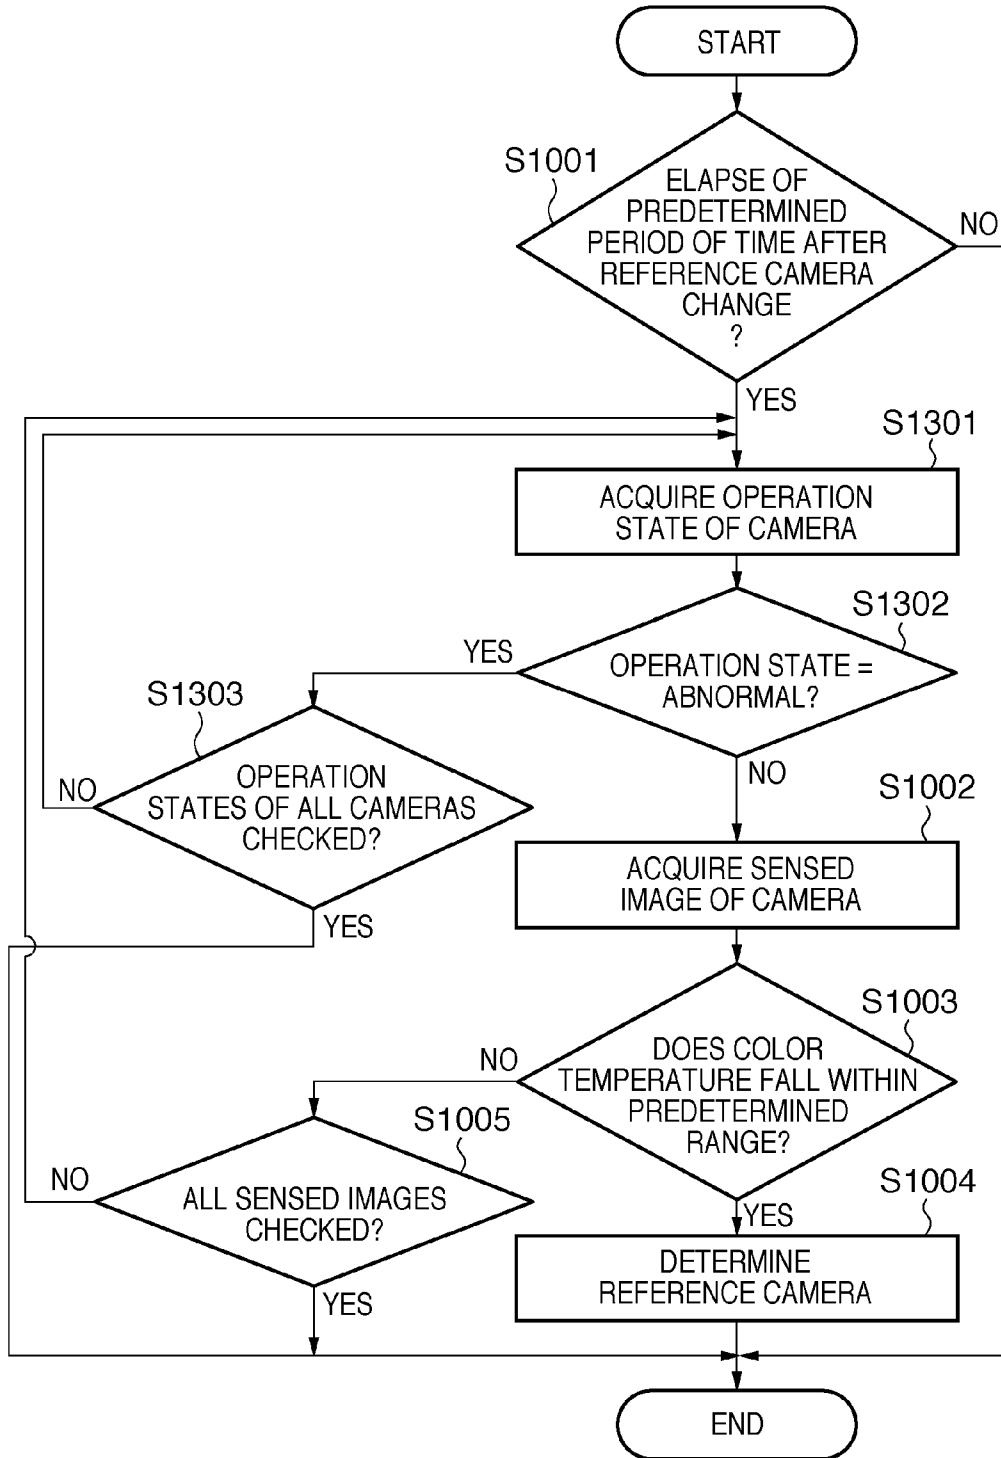 START
S1001
ELAPSE OF
PREDETERMINED
PERIOD OF TIME AFTER
REFERENCE CAMERA
CHANGE
?
NO
YES
S1301
ACQUIRE OPERATION
STATE OF CAMERA
S1302
OPERATION STATE =
ABNORMAL?
YES
NO
S1303
OPERATION
STATES OF ALL CAMERAS
CHECKED?
NO
YES
S1002
ACQUIRE SENSED
IMAGE OF CAMERA
S1003
DOES COLOR
TEMPERATURE FALL WITHIN
PREDETERMINED
RANGE?
NO
YES
S1005
ALL SENSED IMAGES
CHECKED?
NO
YES
S1004
DETERMINE
REFERENCE CAMERA
END